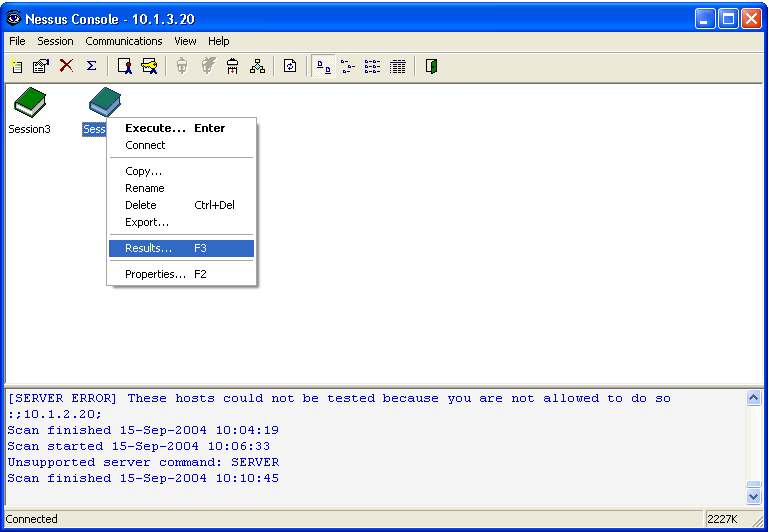 Nessus Console - 10.1.3.20
File Session Communications View Help
Session3
Sess
Execute... Enter
Connect
Copy...
Rename
Delete Ctrl+Del
Export...
Results... F3
Properties... F2
[SERVER ERROR] These hosts could not be tested because you are not allowed to do so
:;10.1.2.20;
Scan finished 15-Sep-2004 10:04:19
Scan started 15-Sep-2004 10:06:33
Unsupported server command: SERVER
Scan finished 15-Sep-2004 10:10:45
Connected 2227K